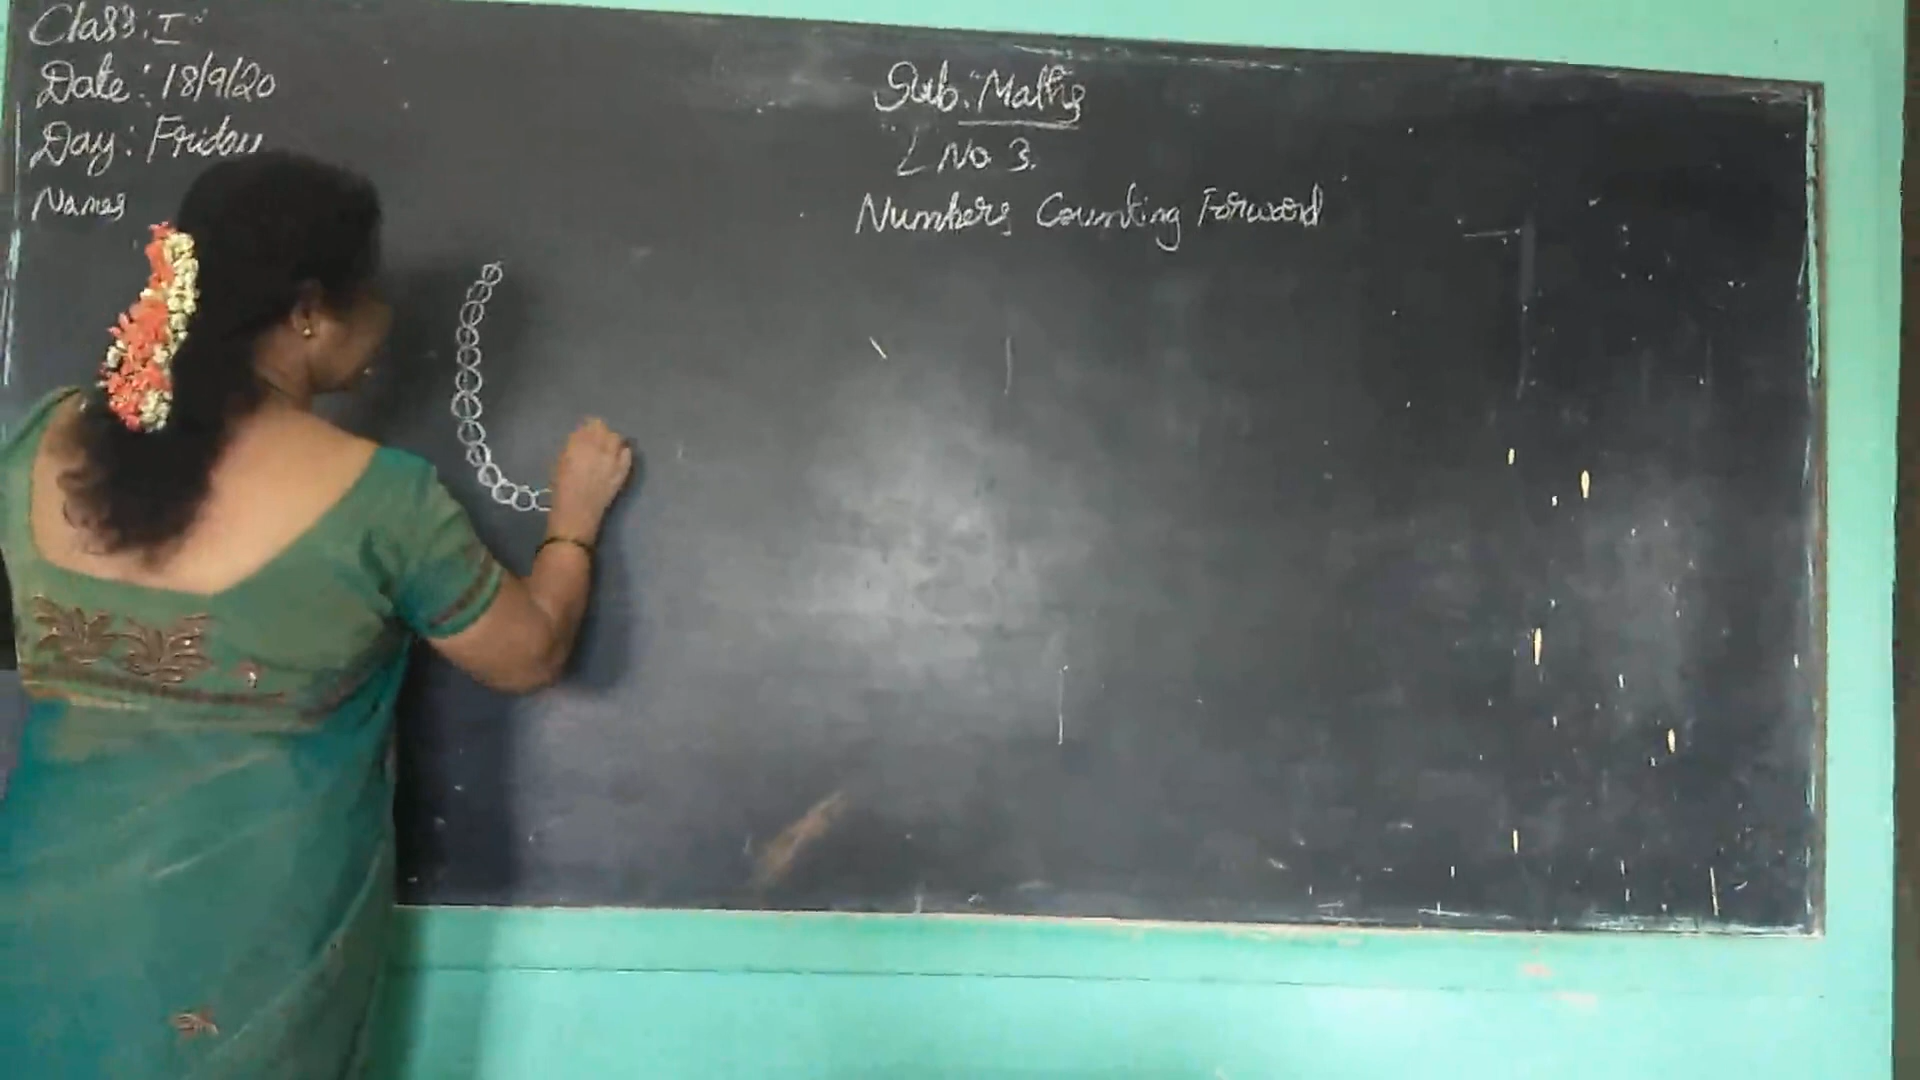 Class: I
Date: 18/9/20
Day: Friday
Names
Sub: Maths
L No 3.
Numbers Counting Forward